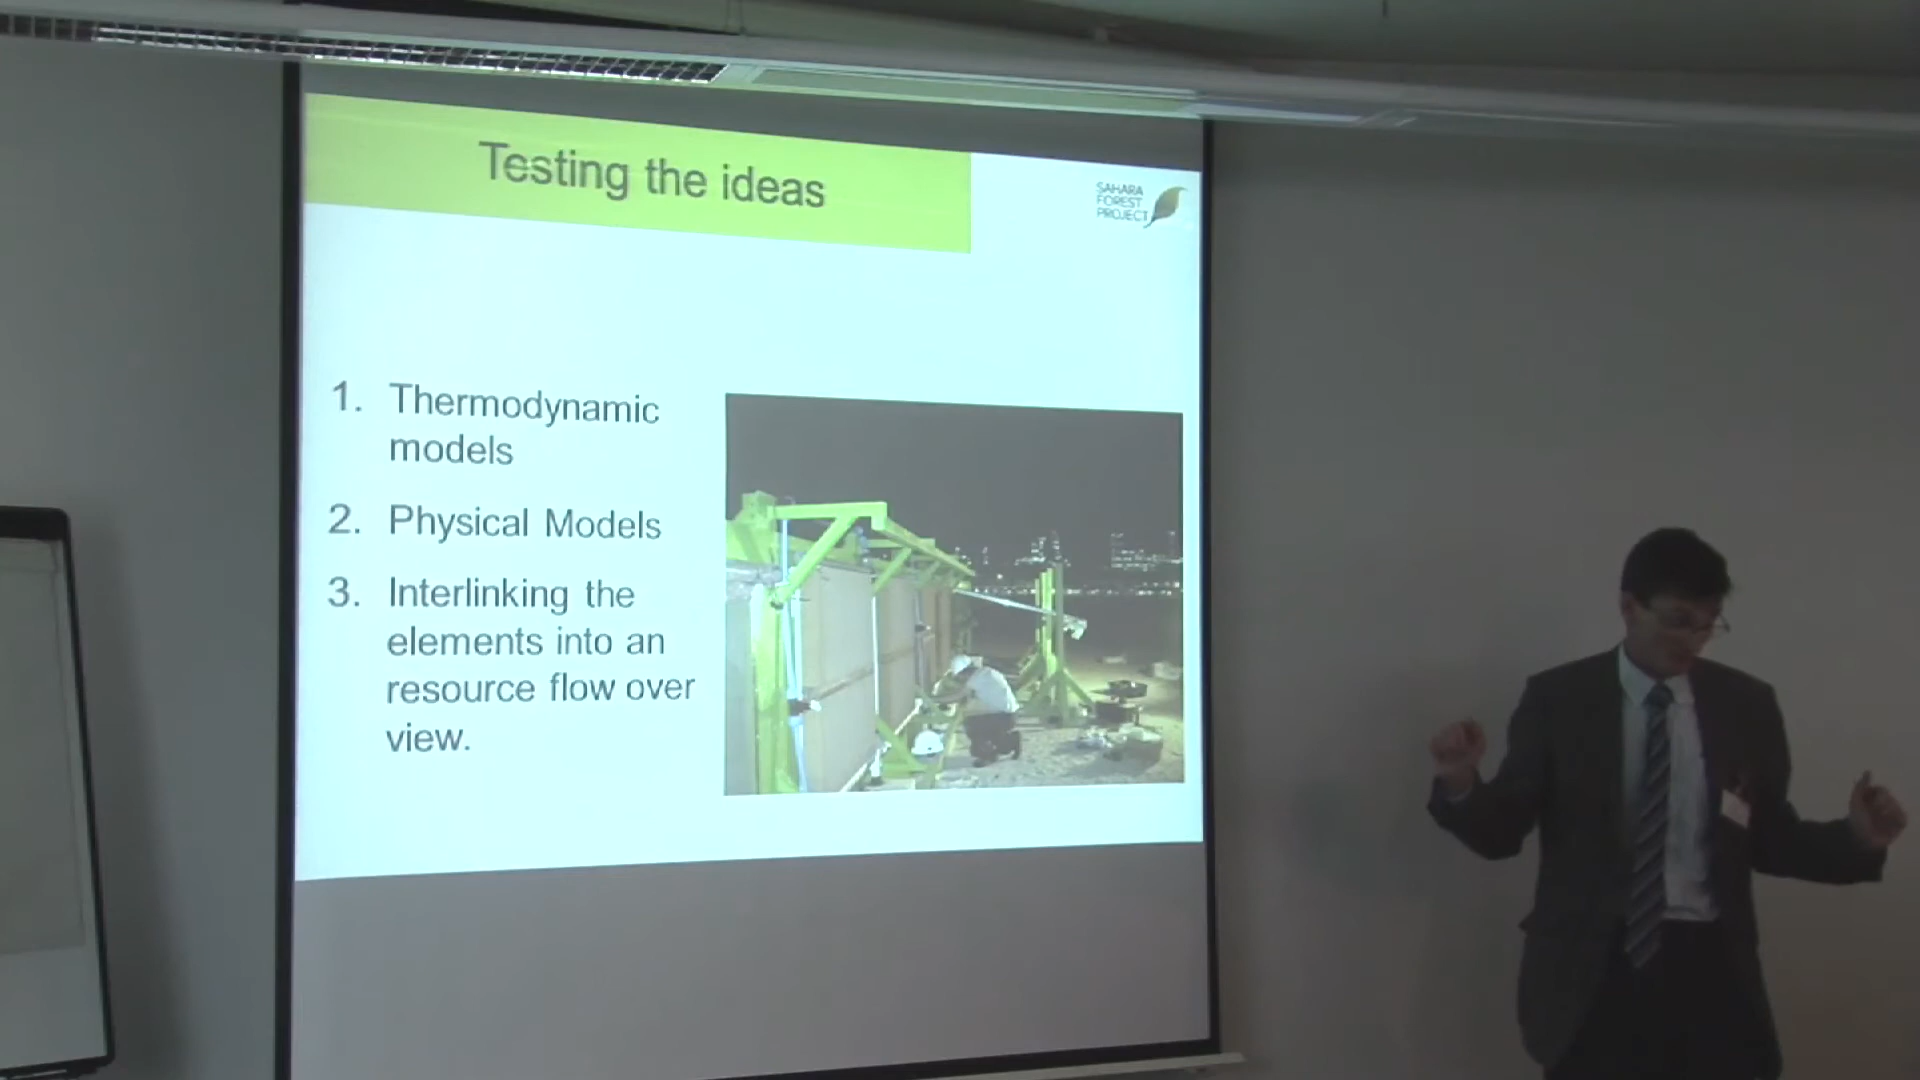 Testing the ideas
SAHARA
FOREST
PROJECT
1. Thermodynamic
models
2. Physical Models
3. Interlinking the
elements into an
resource flow over
view.